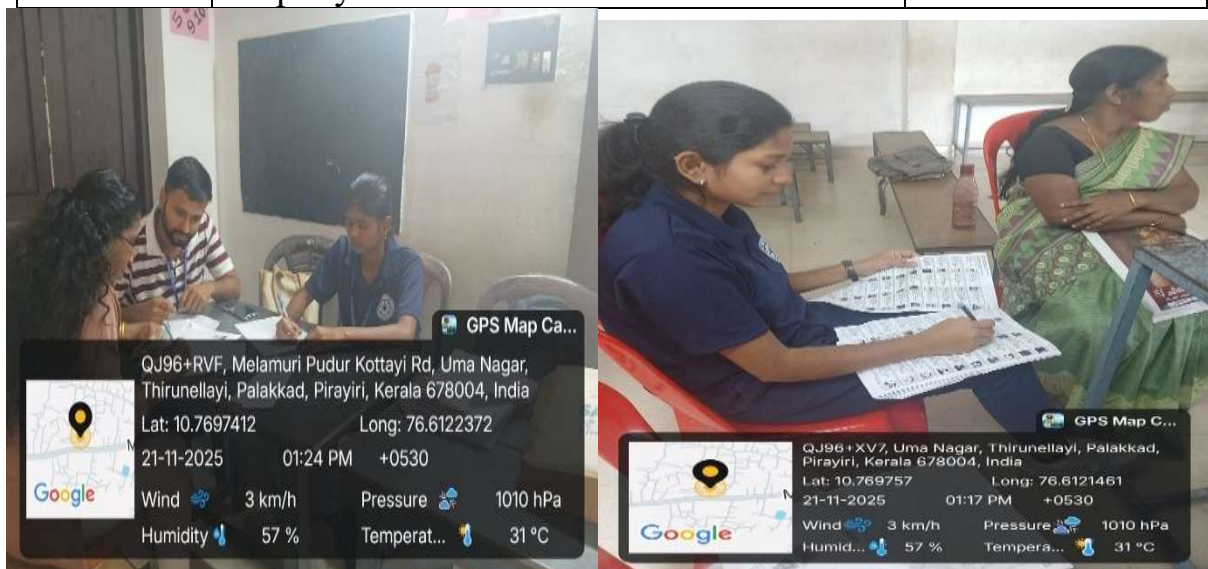 5
9 10
GPS Map Ca...
QJ96+RVF, Melamuri Pudur Kottayi Rd, Uma Nagar,
Thirunellayi, Palakkad, Pirayiri, Kerala 678004, India
Lat: 10.7697412 Long: 76.6122372
21-11-2025 01:24 PM +0530
Wind 3 km/h Pressure 1010 hPa
Humidity 57 % Temperat... 31 °C
Google
GPS Map C...
QJ96+XV7, Uma Nagar, Thirunellayi, Palakkad,
Pirayiri, Kerala 678004, India
Lat: 10.769757 Long: 76.6121461
21-11-2025 01:17 PM +0530
Wind 3 km/h Pressure 1010 hPa
Humid... 57 % Tempera... 31 °C
Google